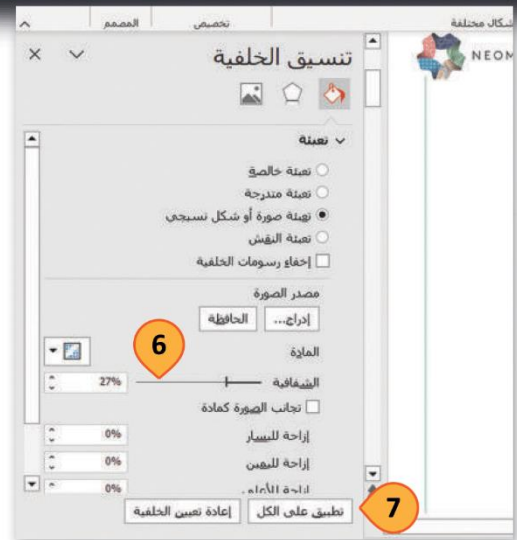 أشكال مختلفة
تخصيص
المصمم
NEOM
تنسيق الخلفية
تعبئة
تعبئة خالصة
تعبئة متدرجة
تعبئة صورة أو شكل نسيجي
تعبئة النقش
إخفاء رسومات الخلفية
مصدر الصورة
إدراج... الحافظة
6
المادة
الشفافية 27%
تجانب الصورة كمادة
إزاحة لليسار 0%
إزاحة لليمين 0%
إزاحة للأعلى 0%
تطبيق على الكل إعادة تعيين الخلفية
7